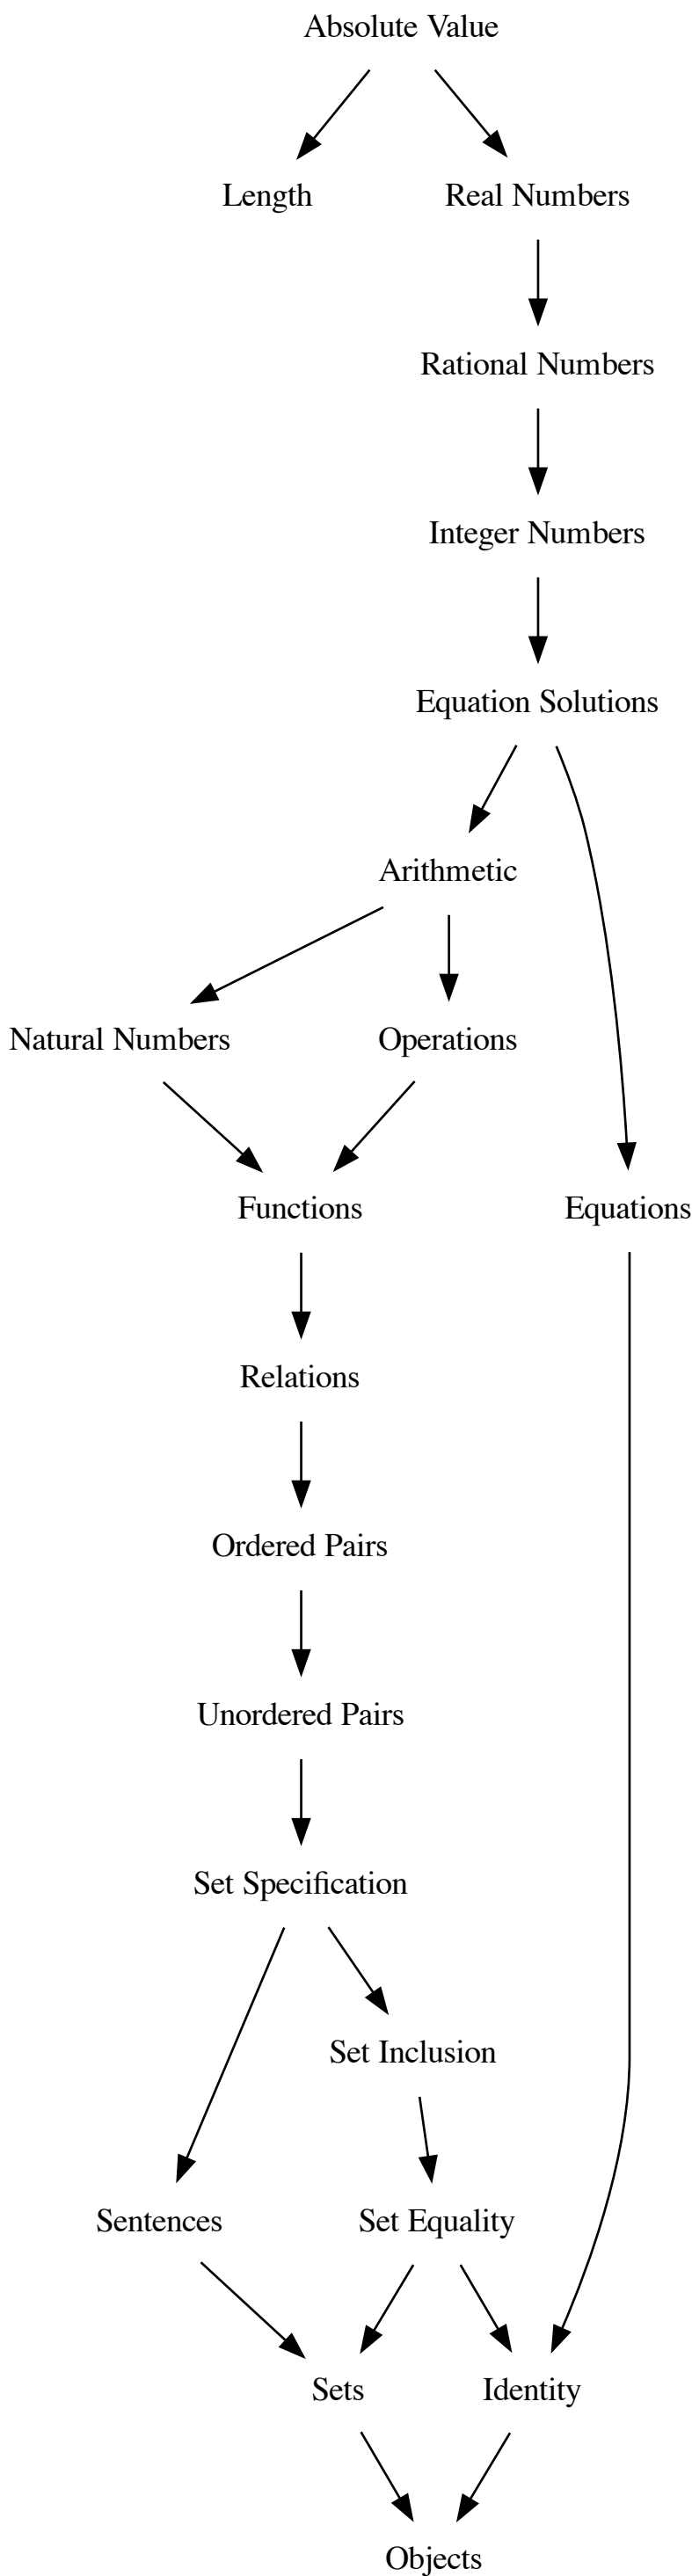 Absolute Value
Length
Real Numbers
Rational Numbers
Integer Numbers
Equation Solutions
Arithmetic
Natural Numbers
Operations
Functions
Equations
Relations
Ordered Pairs
Unordered Pairs
Set Specification
Set Inclusion
Sentences
Set Equality
Sets
Identity
Objects